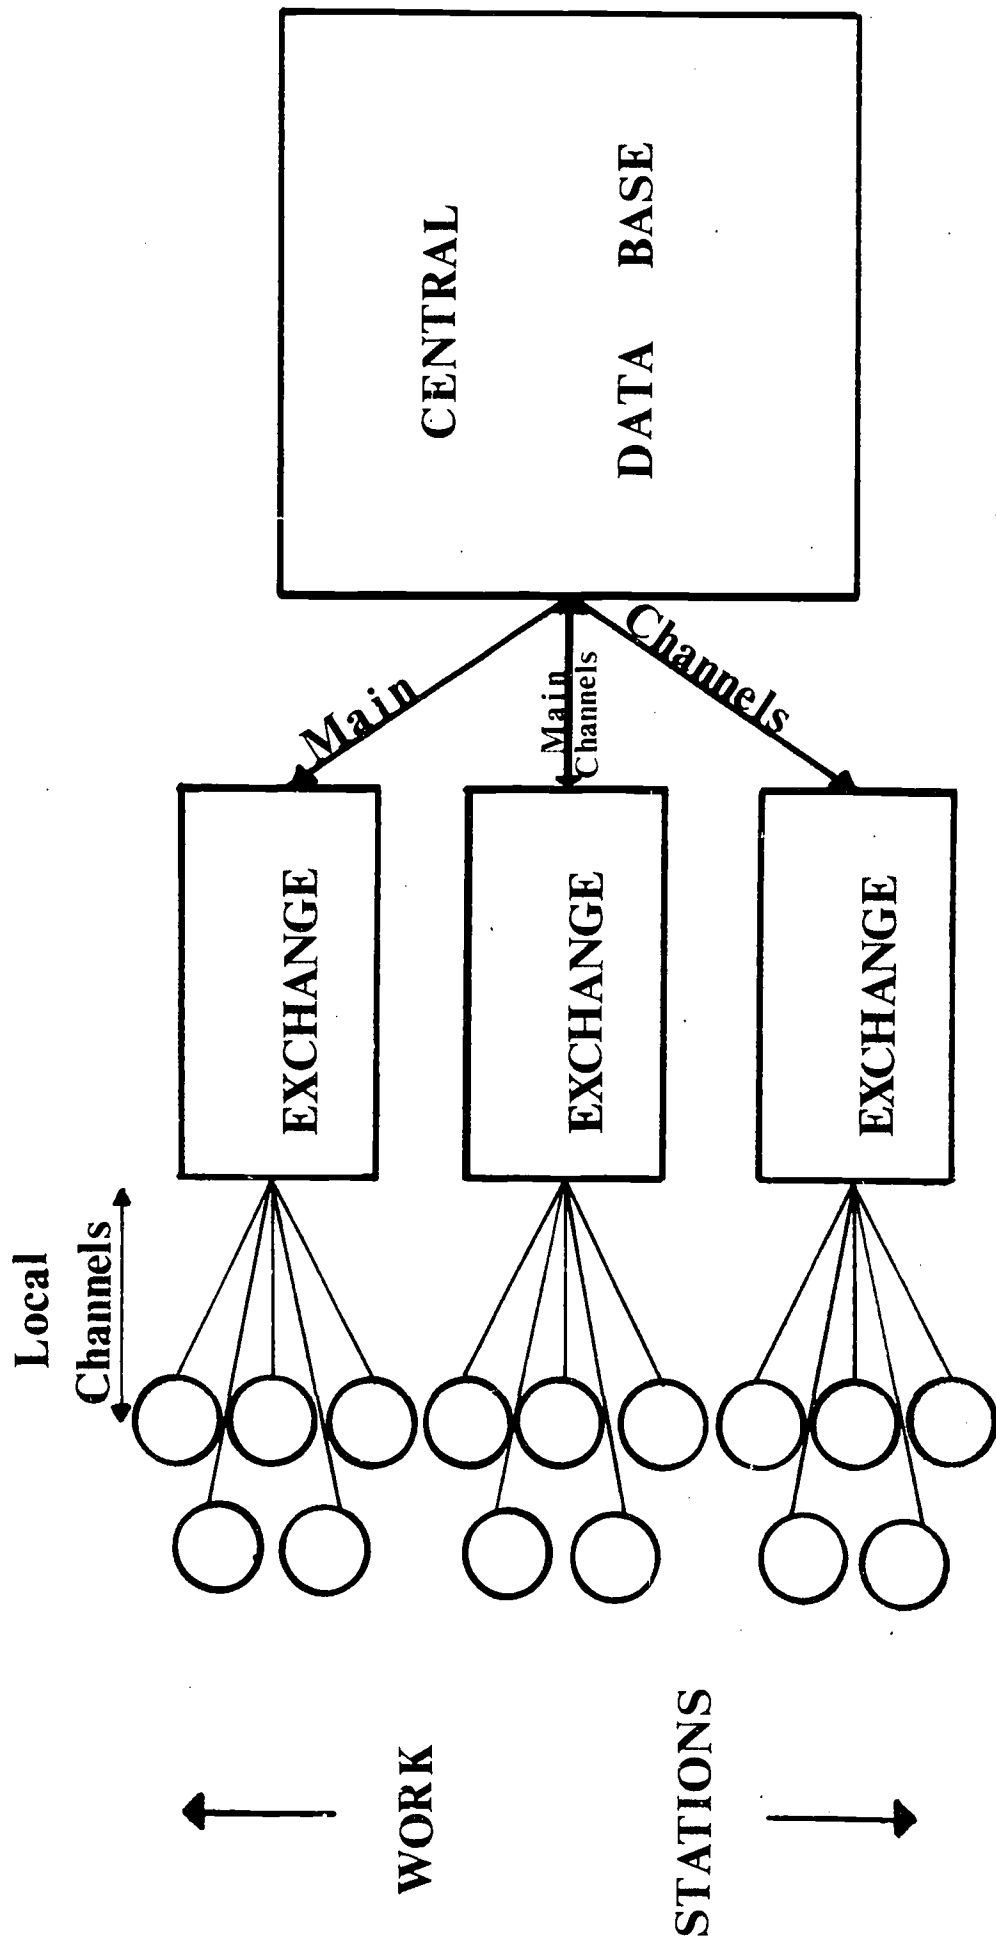 CENTRAL
DATA BASE
Main
Main
Channels
Channels
EXCHANGE
EXCHANGE
EXCHANGE
Local
Channels
WORK
STATIONS